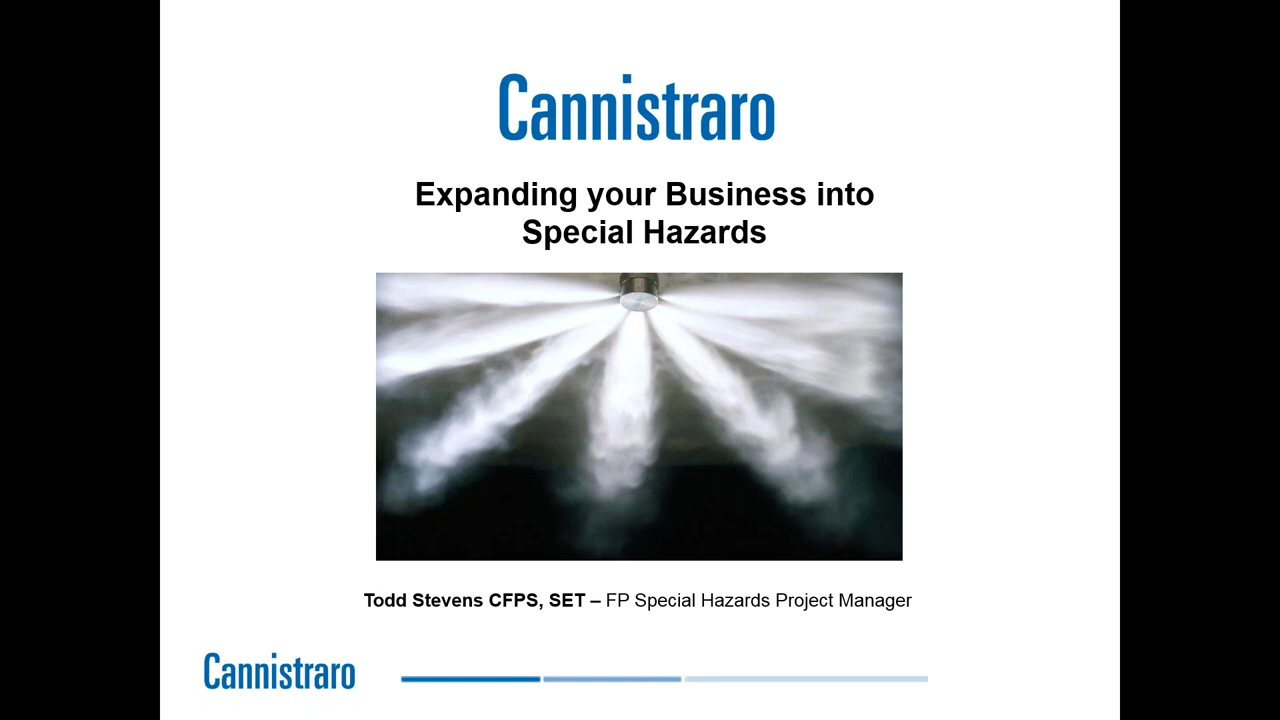 Cannistraro
Expanding your Business into
Special Hazards
Todd Stevens CFPS, SET – FP Special Hazards Project Manager
Cannistraro